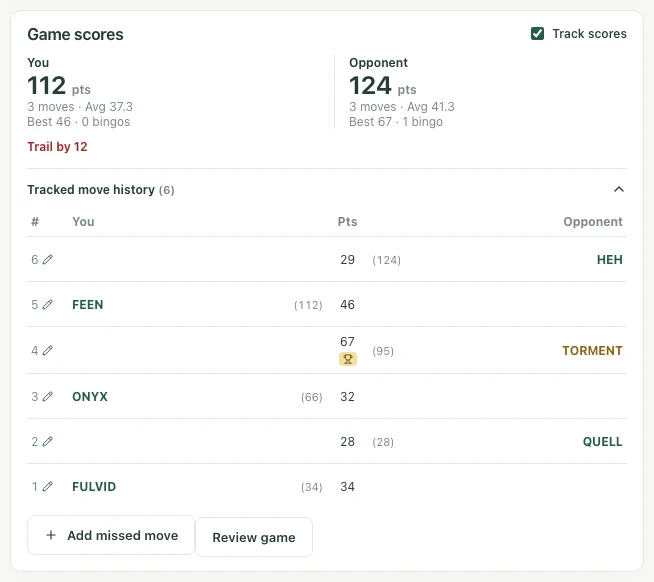 Game scores
Track scores
You
112 pts
3 moves · Avg 37.3
Best 46 · 0 bingos
Trail by 12
Opponent
124 pts
3 moves · Avg 41.3
Best 67 · 1 bingo
Tracked move history (6)
# You Pts Opponent
6 29 (124) HEH
5 FEEN (112) 46
4 67 (95) TORMENT
3 ONYX (66) 32
2 28 (28) QUELL
1 FULVID (34) 34
+ Add missed move
Review game